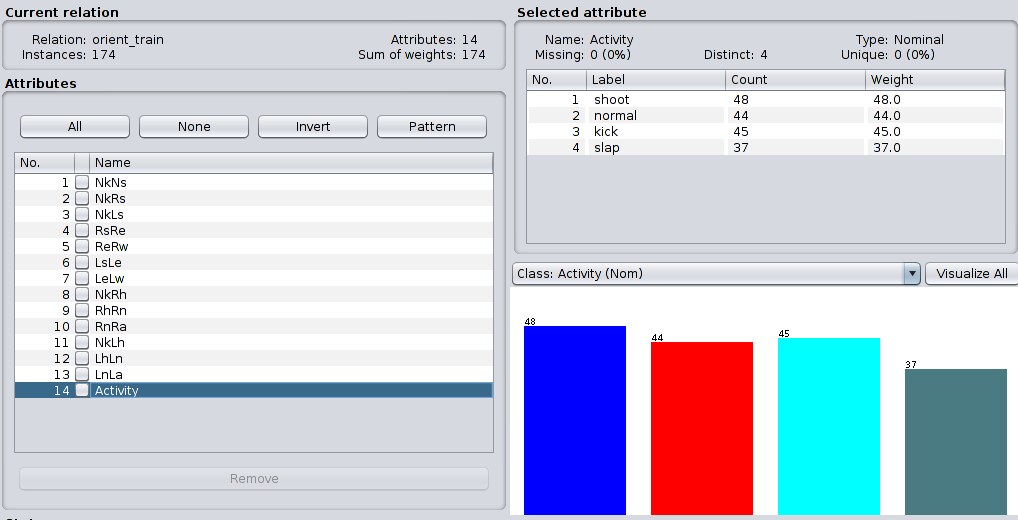 Current relation
Relation: orient_train
Attributes: 14
Instances: 174
Sum of weights: 174
Attributes
All
None
Invert
Pattern
No.
Name
1 NkNs
2 NkRs
3 NkLs
4 RsRe
5 ReRw
6 LsLe
7 LeLw
8 NkRh
9 RhRn
10 RnRa
11 NkLh
12 LhLn
13 LnLa
14 Activity
Remove
Selected attribute
Name: Activity
Type: Nominal
Missing: 0 (0%)
Distinct: 4
Unique: 0 (0%)
No. Label Count Weight
1 shoot 48 48.0
2 normal 44 44.0
3 kick 45 45.0
4 slap 37 37.0
Class: Activity (Nom)
Visualize All
48
44
45
37